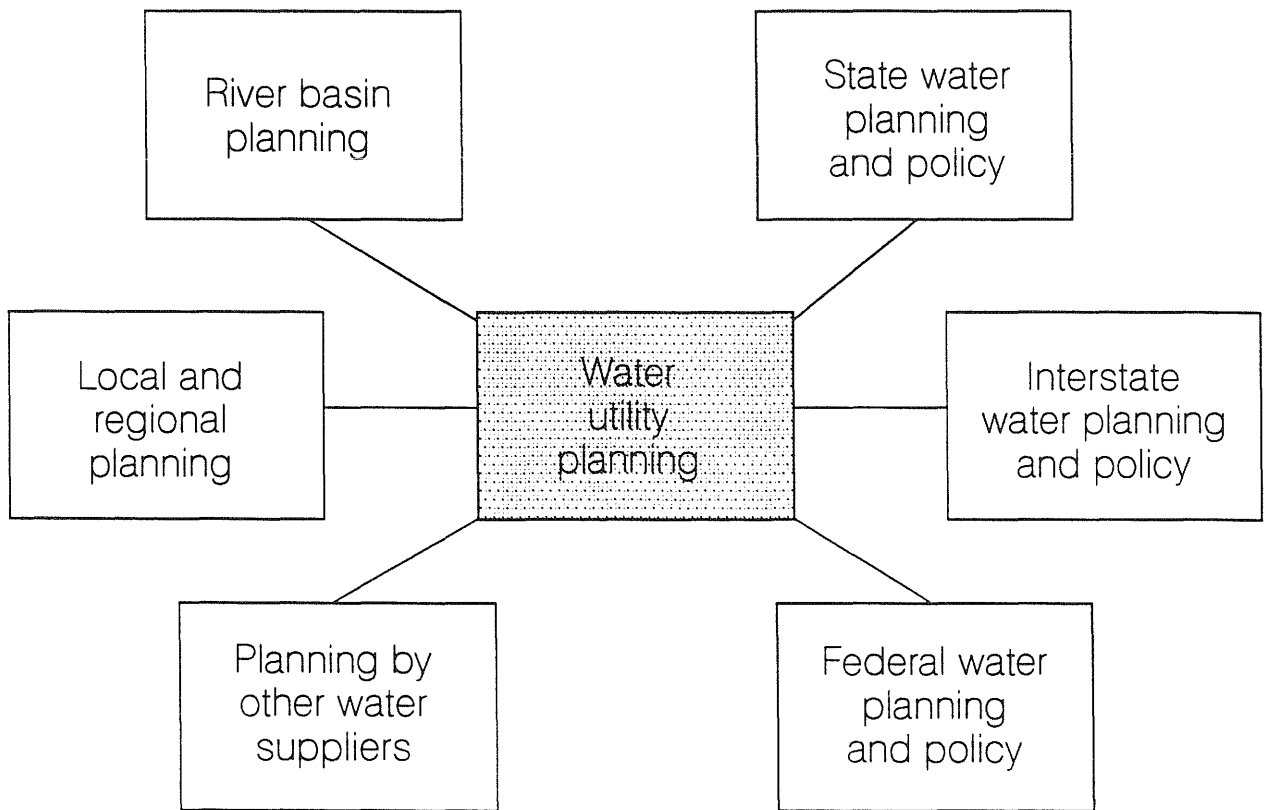 River basin
planning
State water
planning
and policy
Local and
regional
planning
Water
utility
planning
Interstate
water planning
and policy
Planning by
other water
suppliers
Federal water
planning
and policy